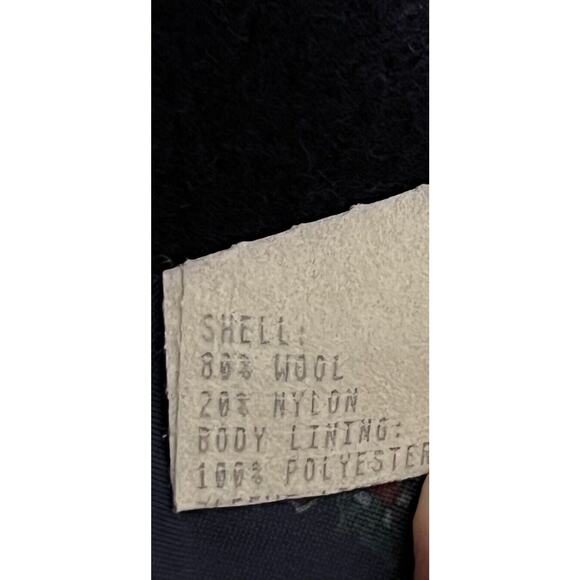 SHELL:
80% WOOL
20% NYLON
BODY LINING:
100% POLYESTER